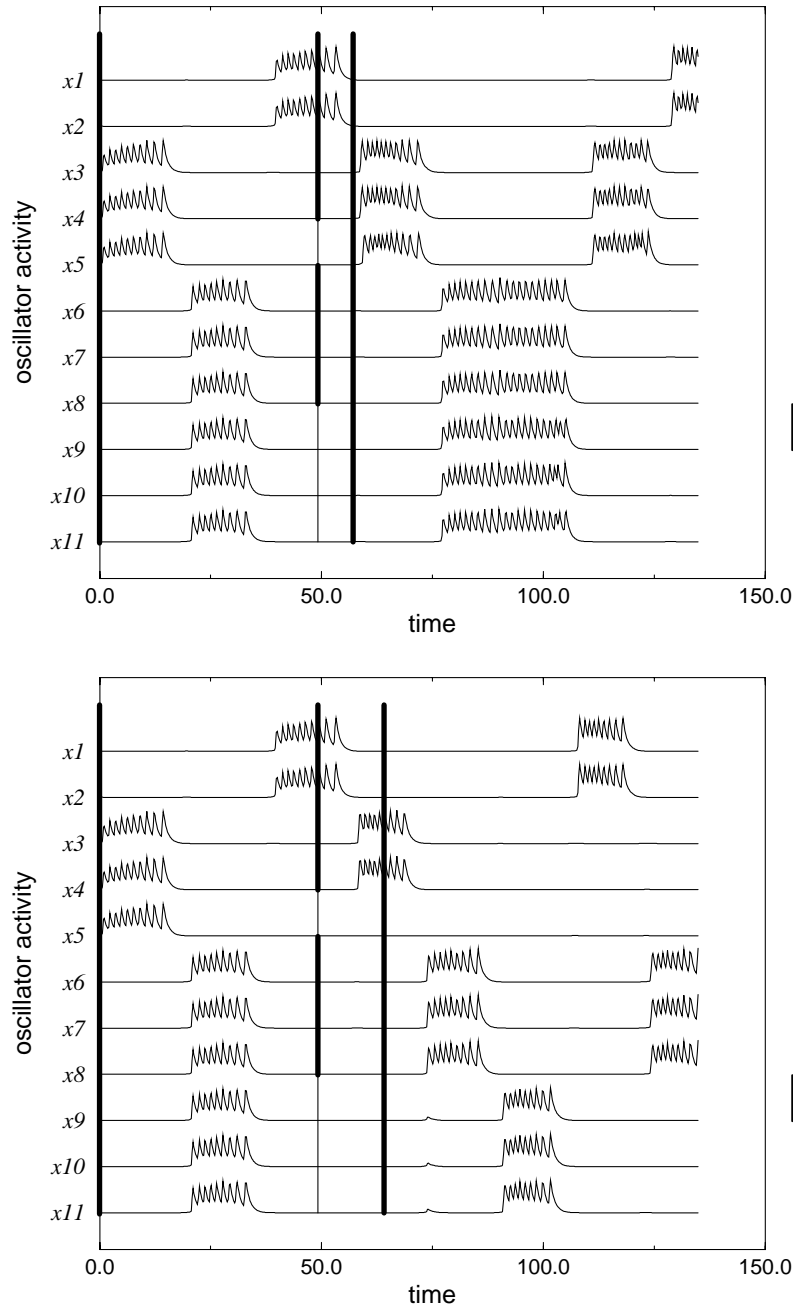 x1
x2
x3
x4
x5
x6
x7
x8
x9
x10
x11
oscillator activity
0.0 50.0 100.0 150.0
time
x1
x2
x3
x4
x5
x6
x7
x8
x9
x10
x11
oscillator activity
0.0 50.0 100.0 150.0
time